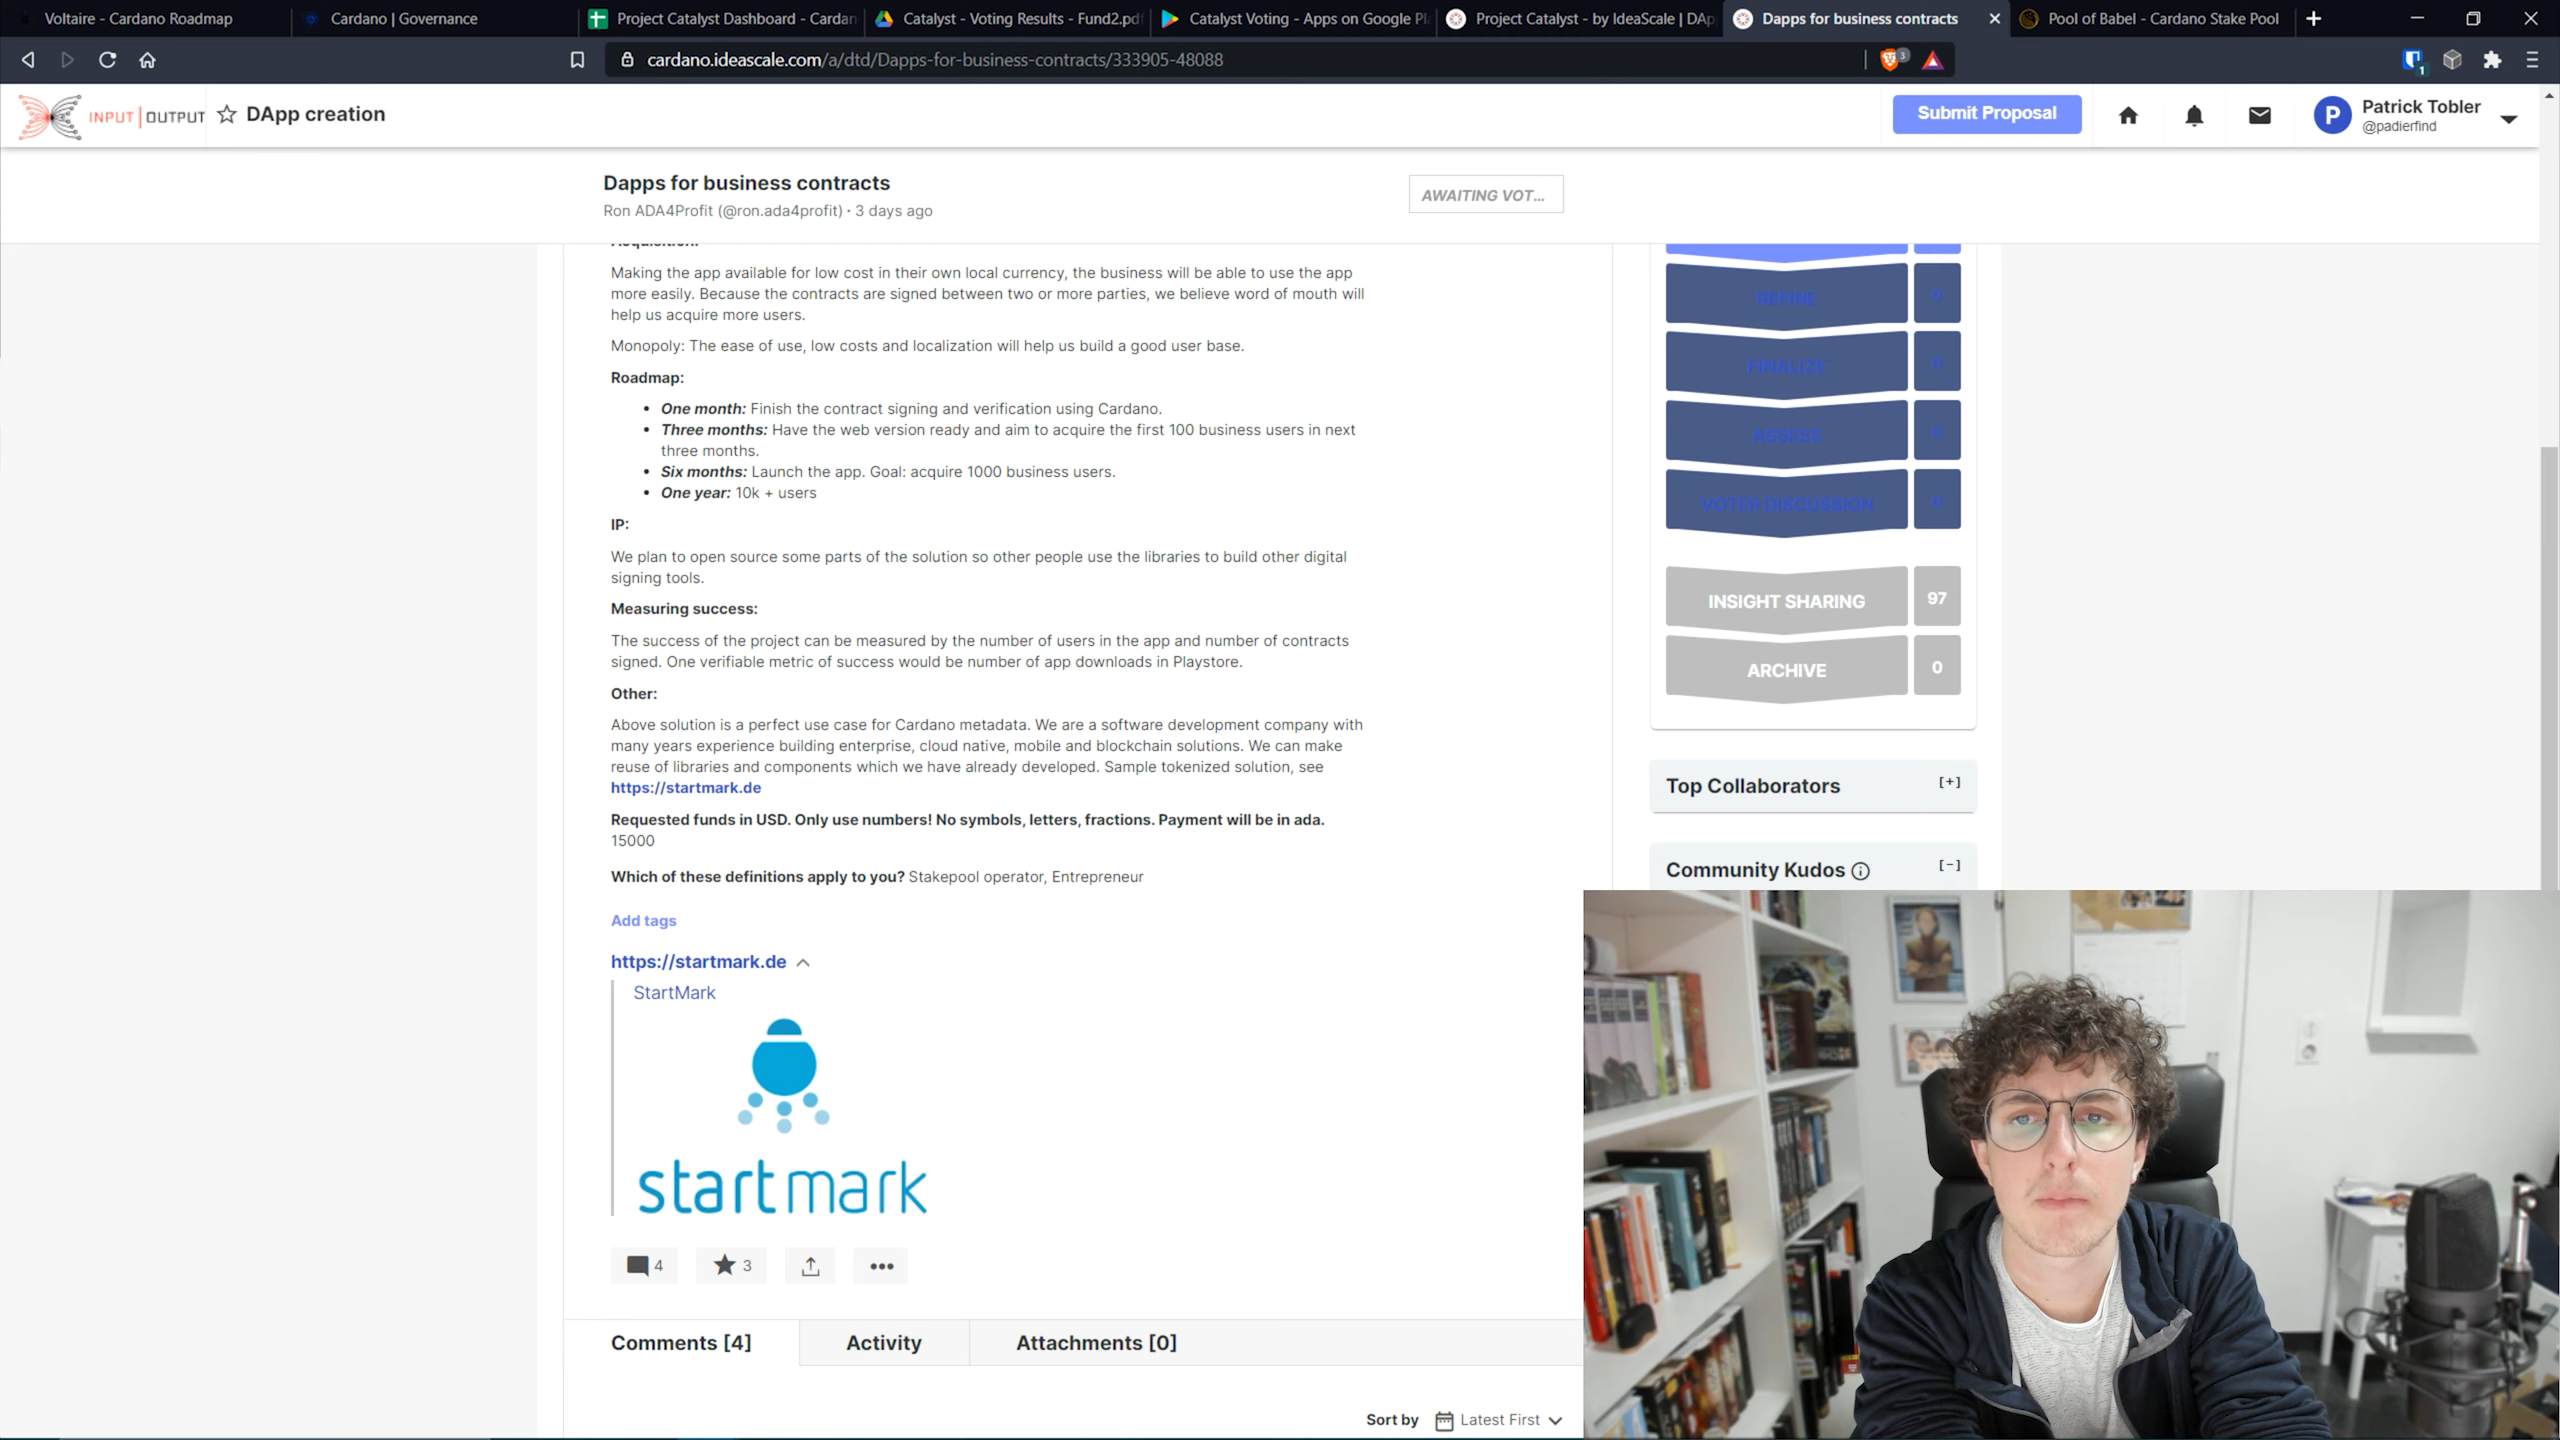 Voltaire - Cardano Roadmap
Cardano | Governance
Project Catalyst Dashboard - Cardan
Catalyst - Voting Results - Fund2.pdf
Catalyst Voting - Apps on Google Pl
Project Catalyst - by IdeaScale | DAp
Dapps for business contracts
Pool of Babel - Cardano Stake Pool
cardano.ideascale.com/a/dtd/Dapps-for-business-contracts/333905-48088
3
1
INPUT | OUTPUT
DApp creation
Submit Proposal
P
Patrick Tobler
@padierfind
Dapps for business contracts
Ron ADA4Profit (@ron.ada4profit) · 3 days ago
AWAITING VOT...
Acquisition:
Making the app available for low cost in their own local currency, the business will be able to use the app
more easily. Because the contracts are signed between two or more parties, we believe word of mouth will
help us acquire more users.
Monopoly: The ease of use, low costs and localization will help us build a good user base.
Roadmap:
• One month: Finish the contract signing and verification using Cardano.
• Three months: Have the web version ready and aim to acquire the first 100 business users in next
three months.
• Six months: Launch the app. Goal: acquire 1000 business users.
• One year: 10k + users
IP:
We plan to open source some parts of the solution so other people use the libraries to build other digital
signing tools.
Measuring success:
The success of the project can be measured by the number of users in the app and number of contracts
signed. One verifiable metric of success would be number of app downloads in Playstore.
Other:
Above solution is a perfect use case for Cardano metadata. We are a software development company with
many years experience building enterprise, cloud native, mobile and blockchain solutions. We can make
reuse of libraries and components which we have already developed. Sample tokenized solution, see
https://startmark.de
Requested funds in USD. Only use numbers! No symbols, letters, fractions. Payment will be in ada.
15000
Which of these definitions apply to you? Stakepool operator, Entrepreneur
Add tags
https://startmark.de
StartMark
startmark
4
3
Comments [4]
Activity
Attachments [0]
Sort by
Latest First
REFINE 0
FINALIZE 0
ASSESS 0
VOTER DISCUSSION 0
INSIGHT SHARING 97
ARCHIVE 0
Top Collaborators [+]
Community Kudos [-]